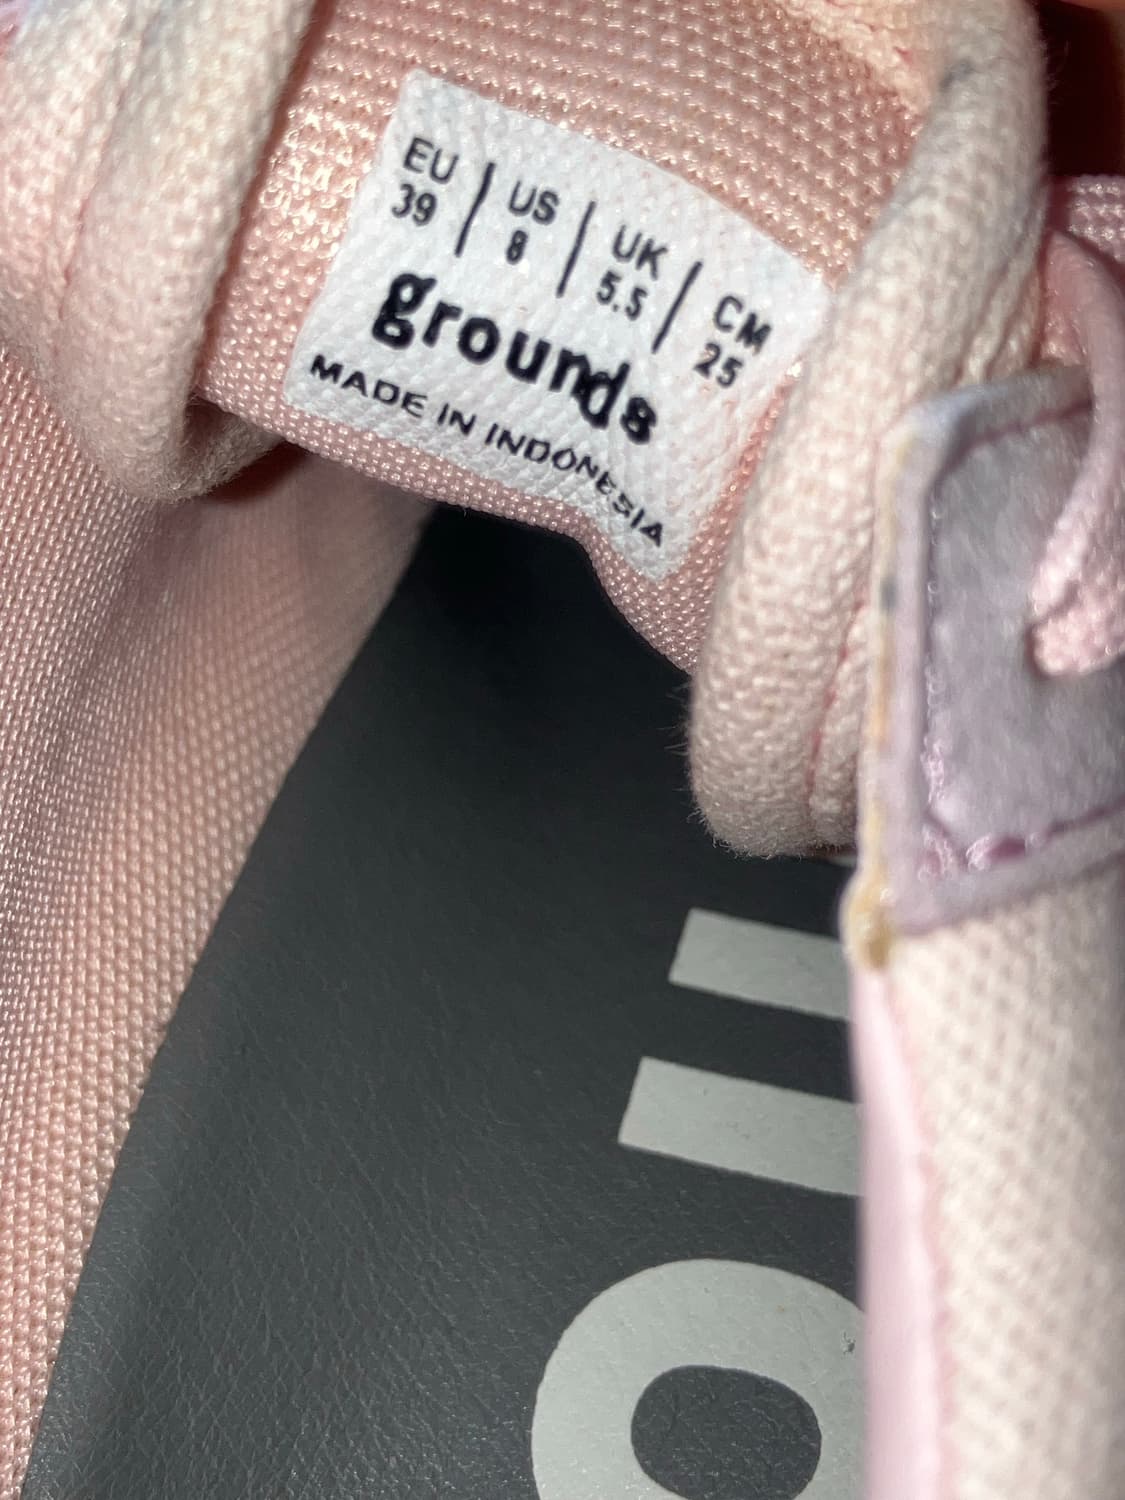 EU | US | UK | CM
39 | 8 | 5.5 | 25
grounds
MADE IN INDONESIA